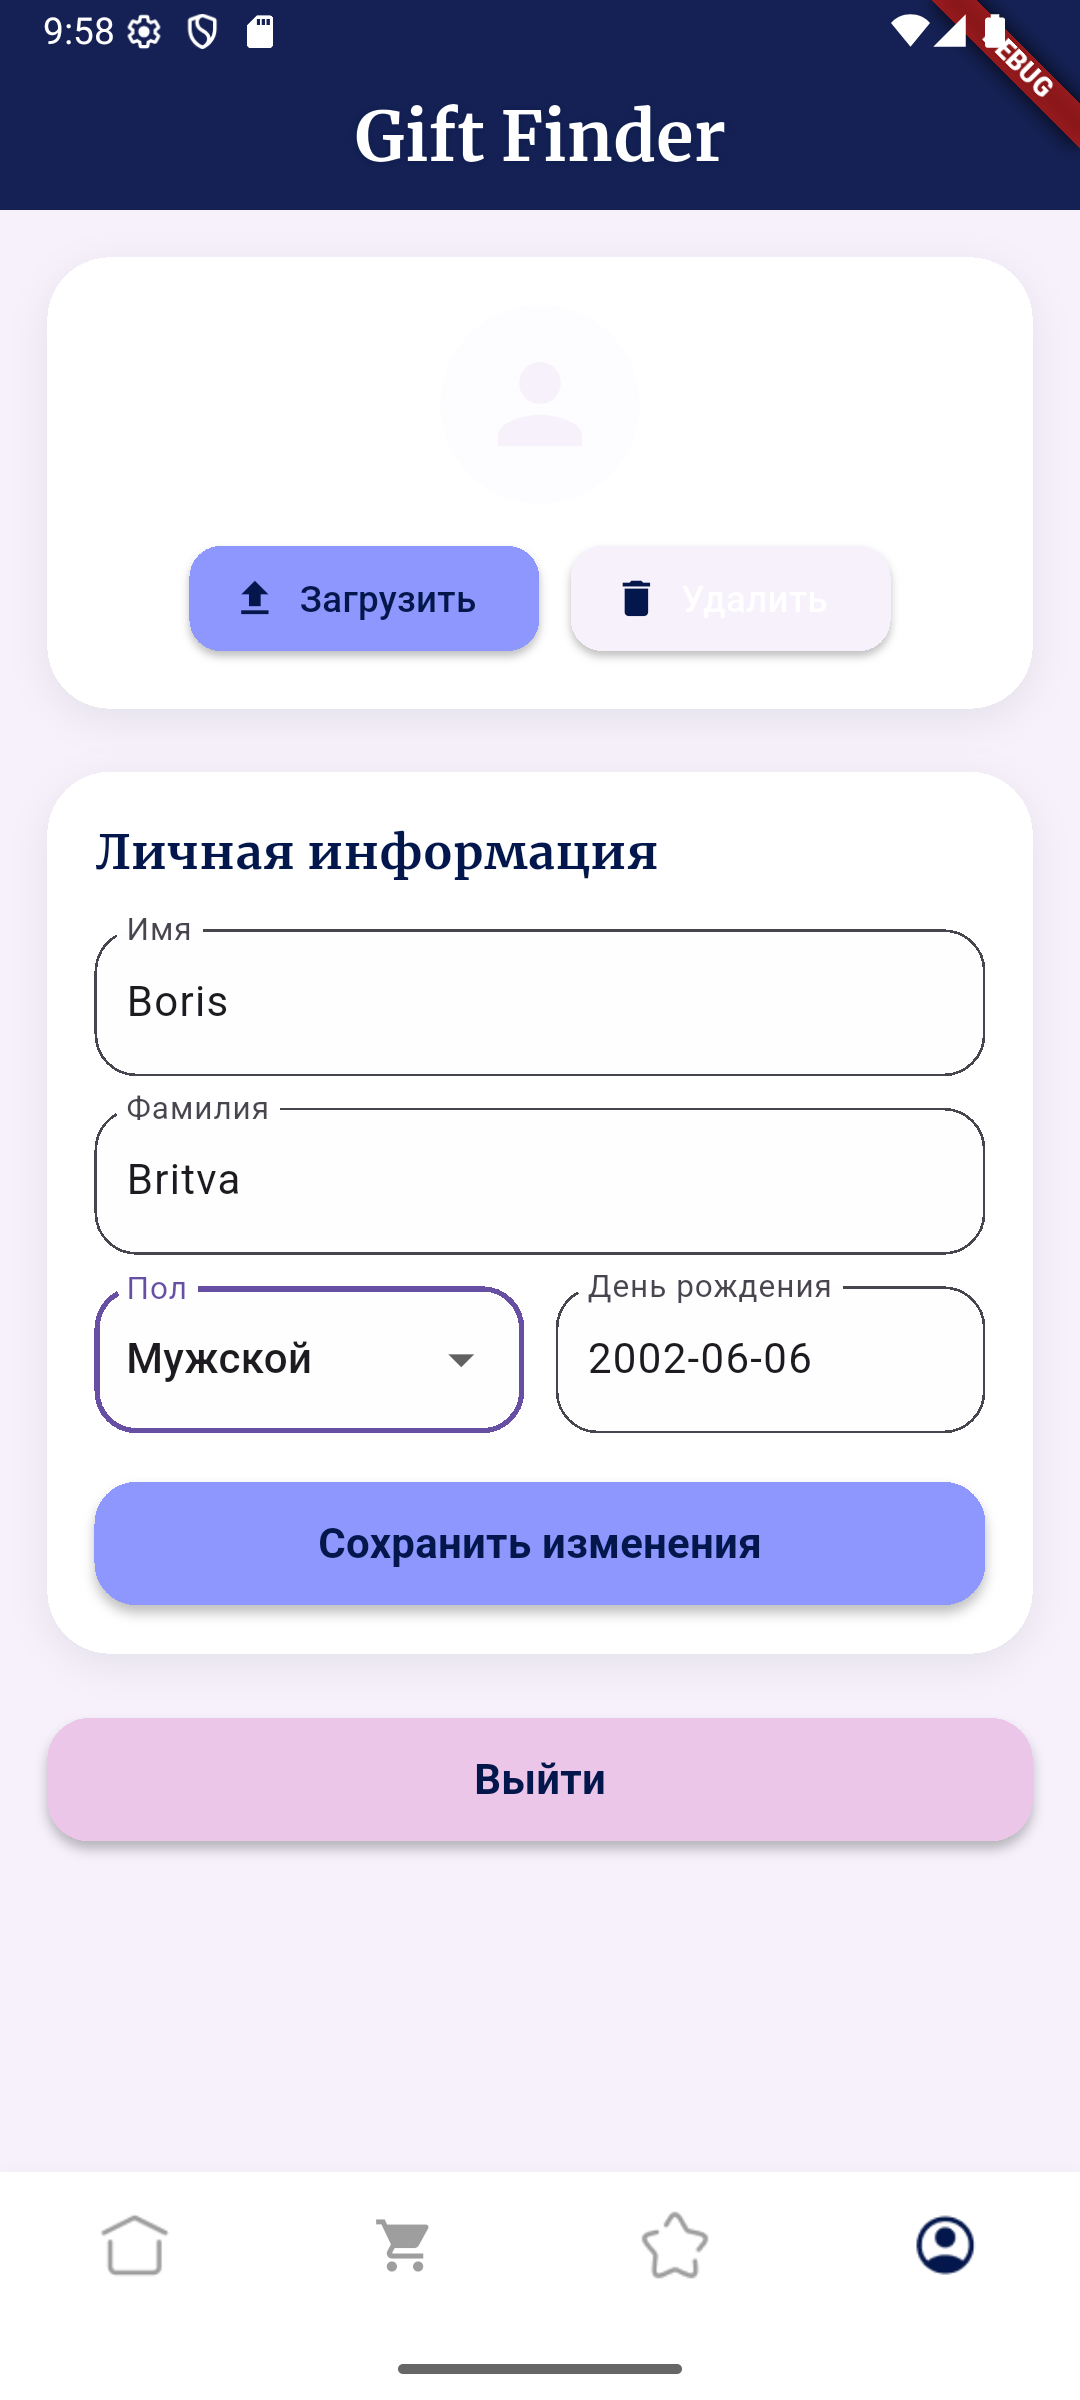 9:58
DEBUG
Gift Finder
Загрузить
Удалить
Личная информация
Имя
Boris
Фамилия
Britva
Пол
День рождения
Мужской
2002-06-06
Сохранить изменения
Выйти